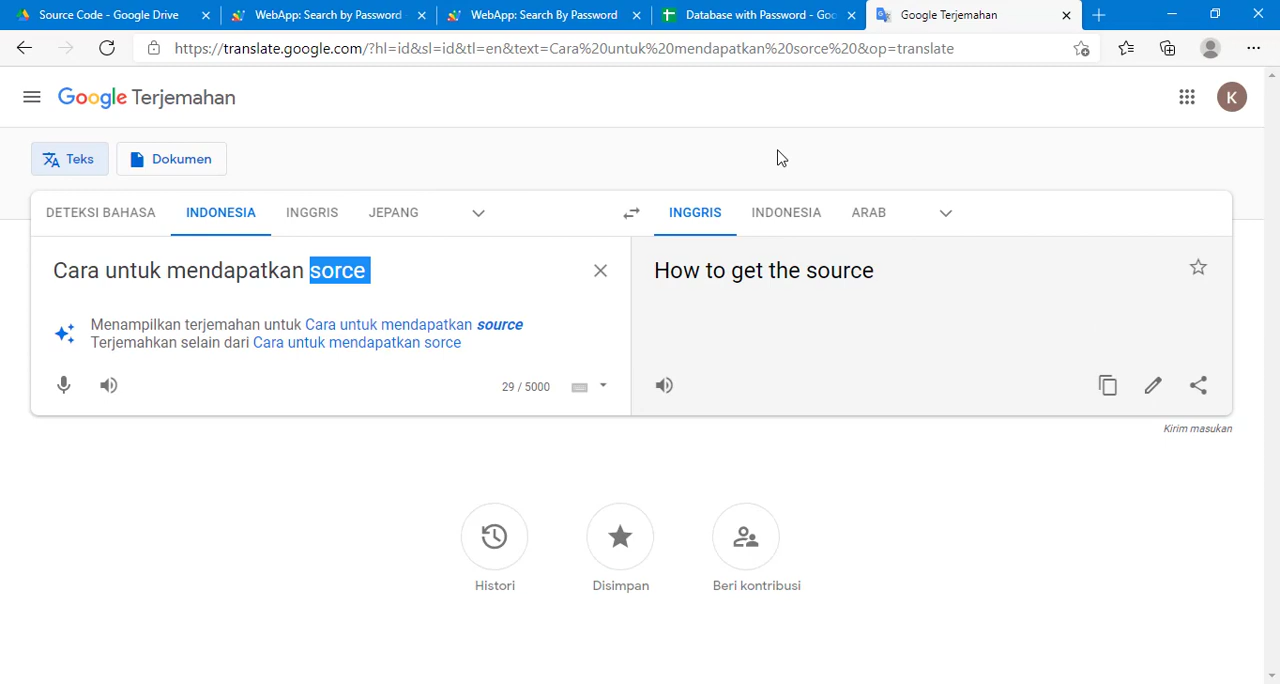 Source Code - Google Drive
WebApp: Search by Password
WebApp: Search By Password
Database with Password - Goo
Google Terjemahan
https://translate.google.com/?hl=id&sl=id&tl=en&text=Cara%20untuk%20mendapatkan%20sorce%20&op=translate
Google Terjemahan
K
Teks
Dokumen
DETEKSI BAHASA
INDONESIA
INGGRIS
JEPANG
INGGRIS
INDONESIA
ARAB
Cara untuk mendapatkan sorce
How to get the source
Menampilkan terjemahan untuk Cara untuk mendapatkan source
Terjemahkan selain dari Cara untuk mendapatkan sorce
29 / 5000
Kirim masukan
Histori
Disimpan
Beri kontribusi